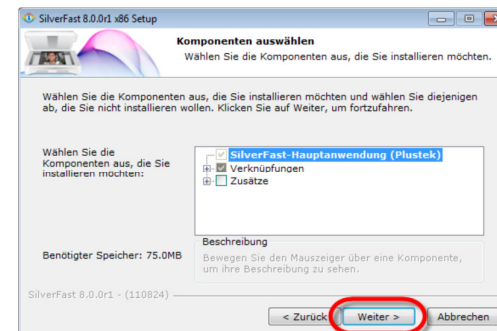 SilverFast 8.0.0r1 x86 Setup
Komponenten auswählen
Wählen Sie die Komponenten aus, die Sie installieren möchten.
Wählen Sie die Komponenten aus, die Sie installieren möchten und wählen Sie diejenigen
ab, die Sie nicht installieren wollen. Klicken Sie auf Weiter, um fortzufahren.
Wählen Sie die
Komponenten aus, die Sie
installieren möchten:
SilverFast-Hauptanwendung (Plustek)
Verknüpfungen
Zusätze
Benötigter Speicher: 75.0MB
Beschreibung
Bewegen Sie den Mauszeiger über eine Komponente,
um ihre Beschreibung zu sehen.
SilverFast 8.0.0r1 - (110824)
< Zurück
Weiter >
Abbrechen